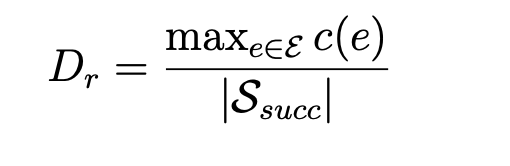 $D_r = \frac{\max_{e \in \mathcal{E}} c(e)}{|\mathcal{S}_{succ}|}$